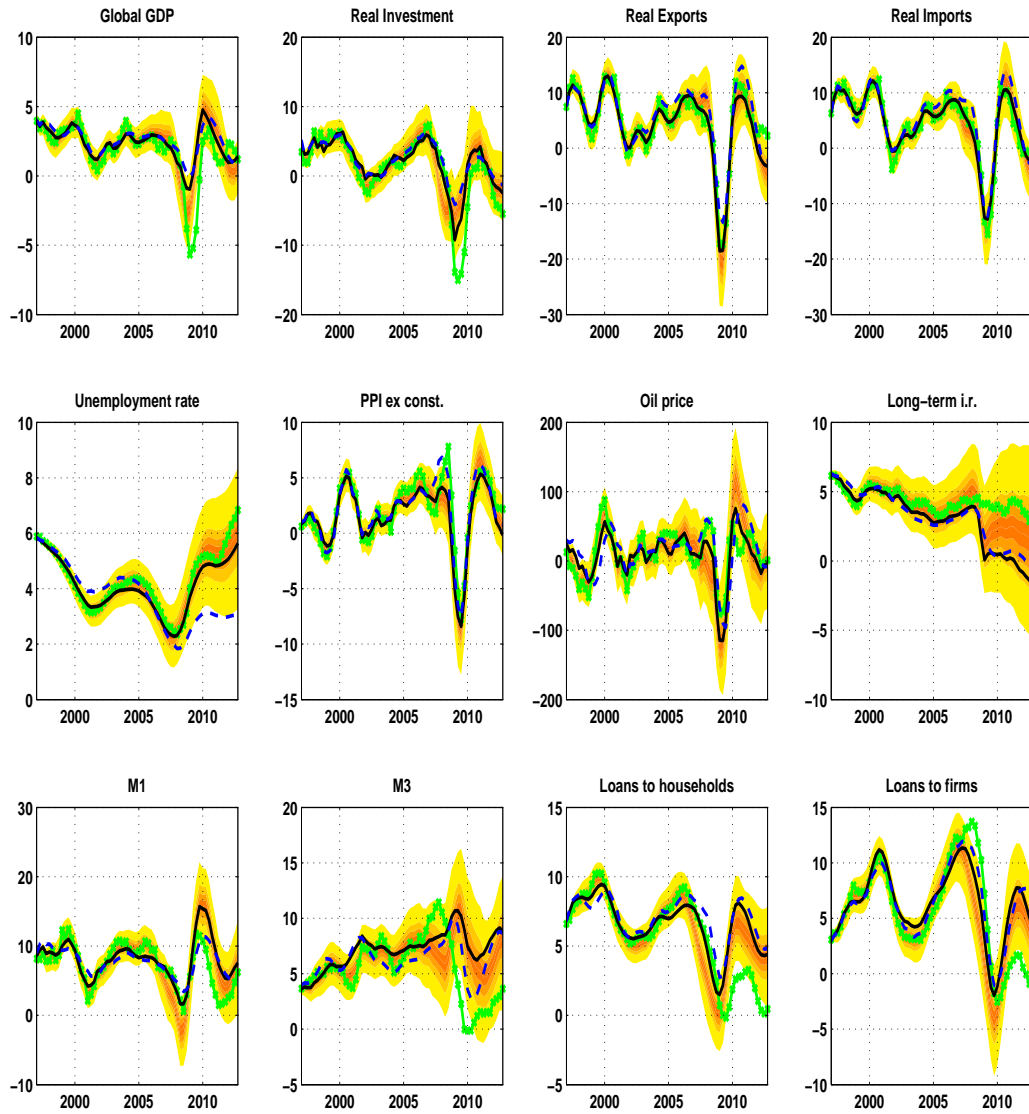 Global GDP
Real Investment
Real Exports
Real Imports
10
5
0
−5
−10
2000 2005 2010
20
10
0
−10
−20
2000 2005 2010
20
10
0
−10
−20
−30
2000 2005 2010
20
10
0
−10
−20
−30
2000 2005 2010
Unemployment rate
PPI ex const.
Oil price
Long−term i.r.
10
8
6
4
2
0
2000 2005 2010
10
5
0
−5
−10
−15
2000 2005 2010
200
100
0
−100
−200
2000 2005 2010
10
5
0
−5
−10
2000 2005 2010
M1
M3
Loans to households
Loans to firms
30
20
10
0
−10
2000 2005 2010
20
15
10
5
0
−5
2000 2005 2010
15
10
5
0
−5
2000 2005 2010
15
10
5
0
−5
−10
2000 2005 2010